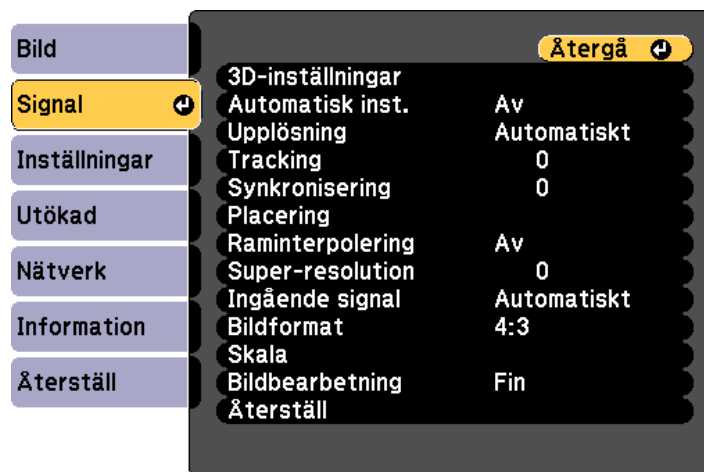 Bild
Signal
Inställningar
Utökad
Nätverk
Information
Återställ
Återgå
3D-inställningar
Automatisk inst. Av
Upplösning Automatiskt
Tracking 0
Synkronisering 0
Placering
Raminterpolering Av
Super-resolution 0
Ingående signal Automatiskt
Bildformat 4:3
Skala
Bildbearbetning Fin
Återställ